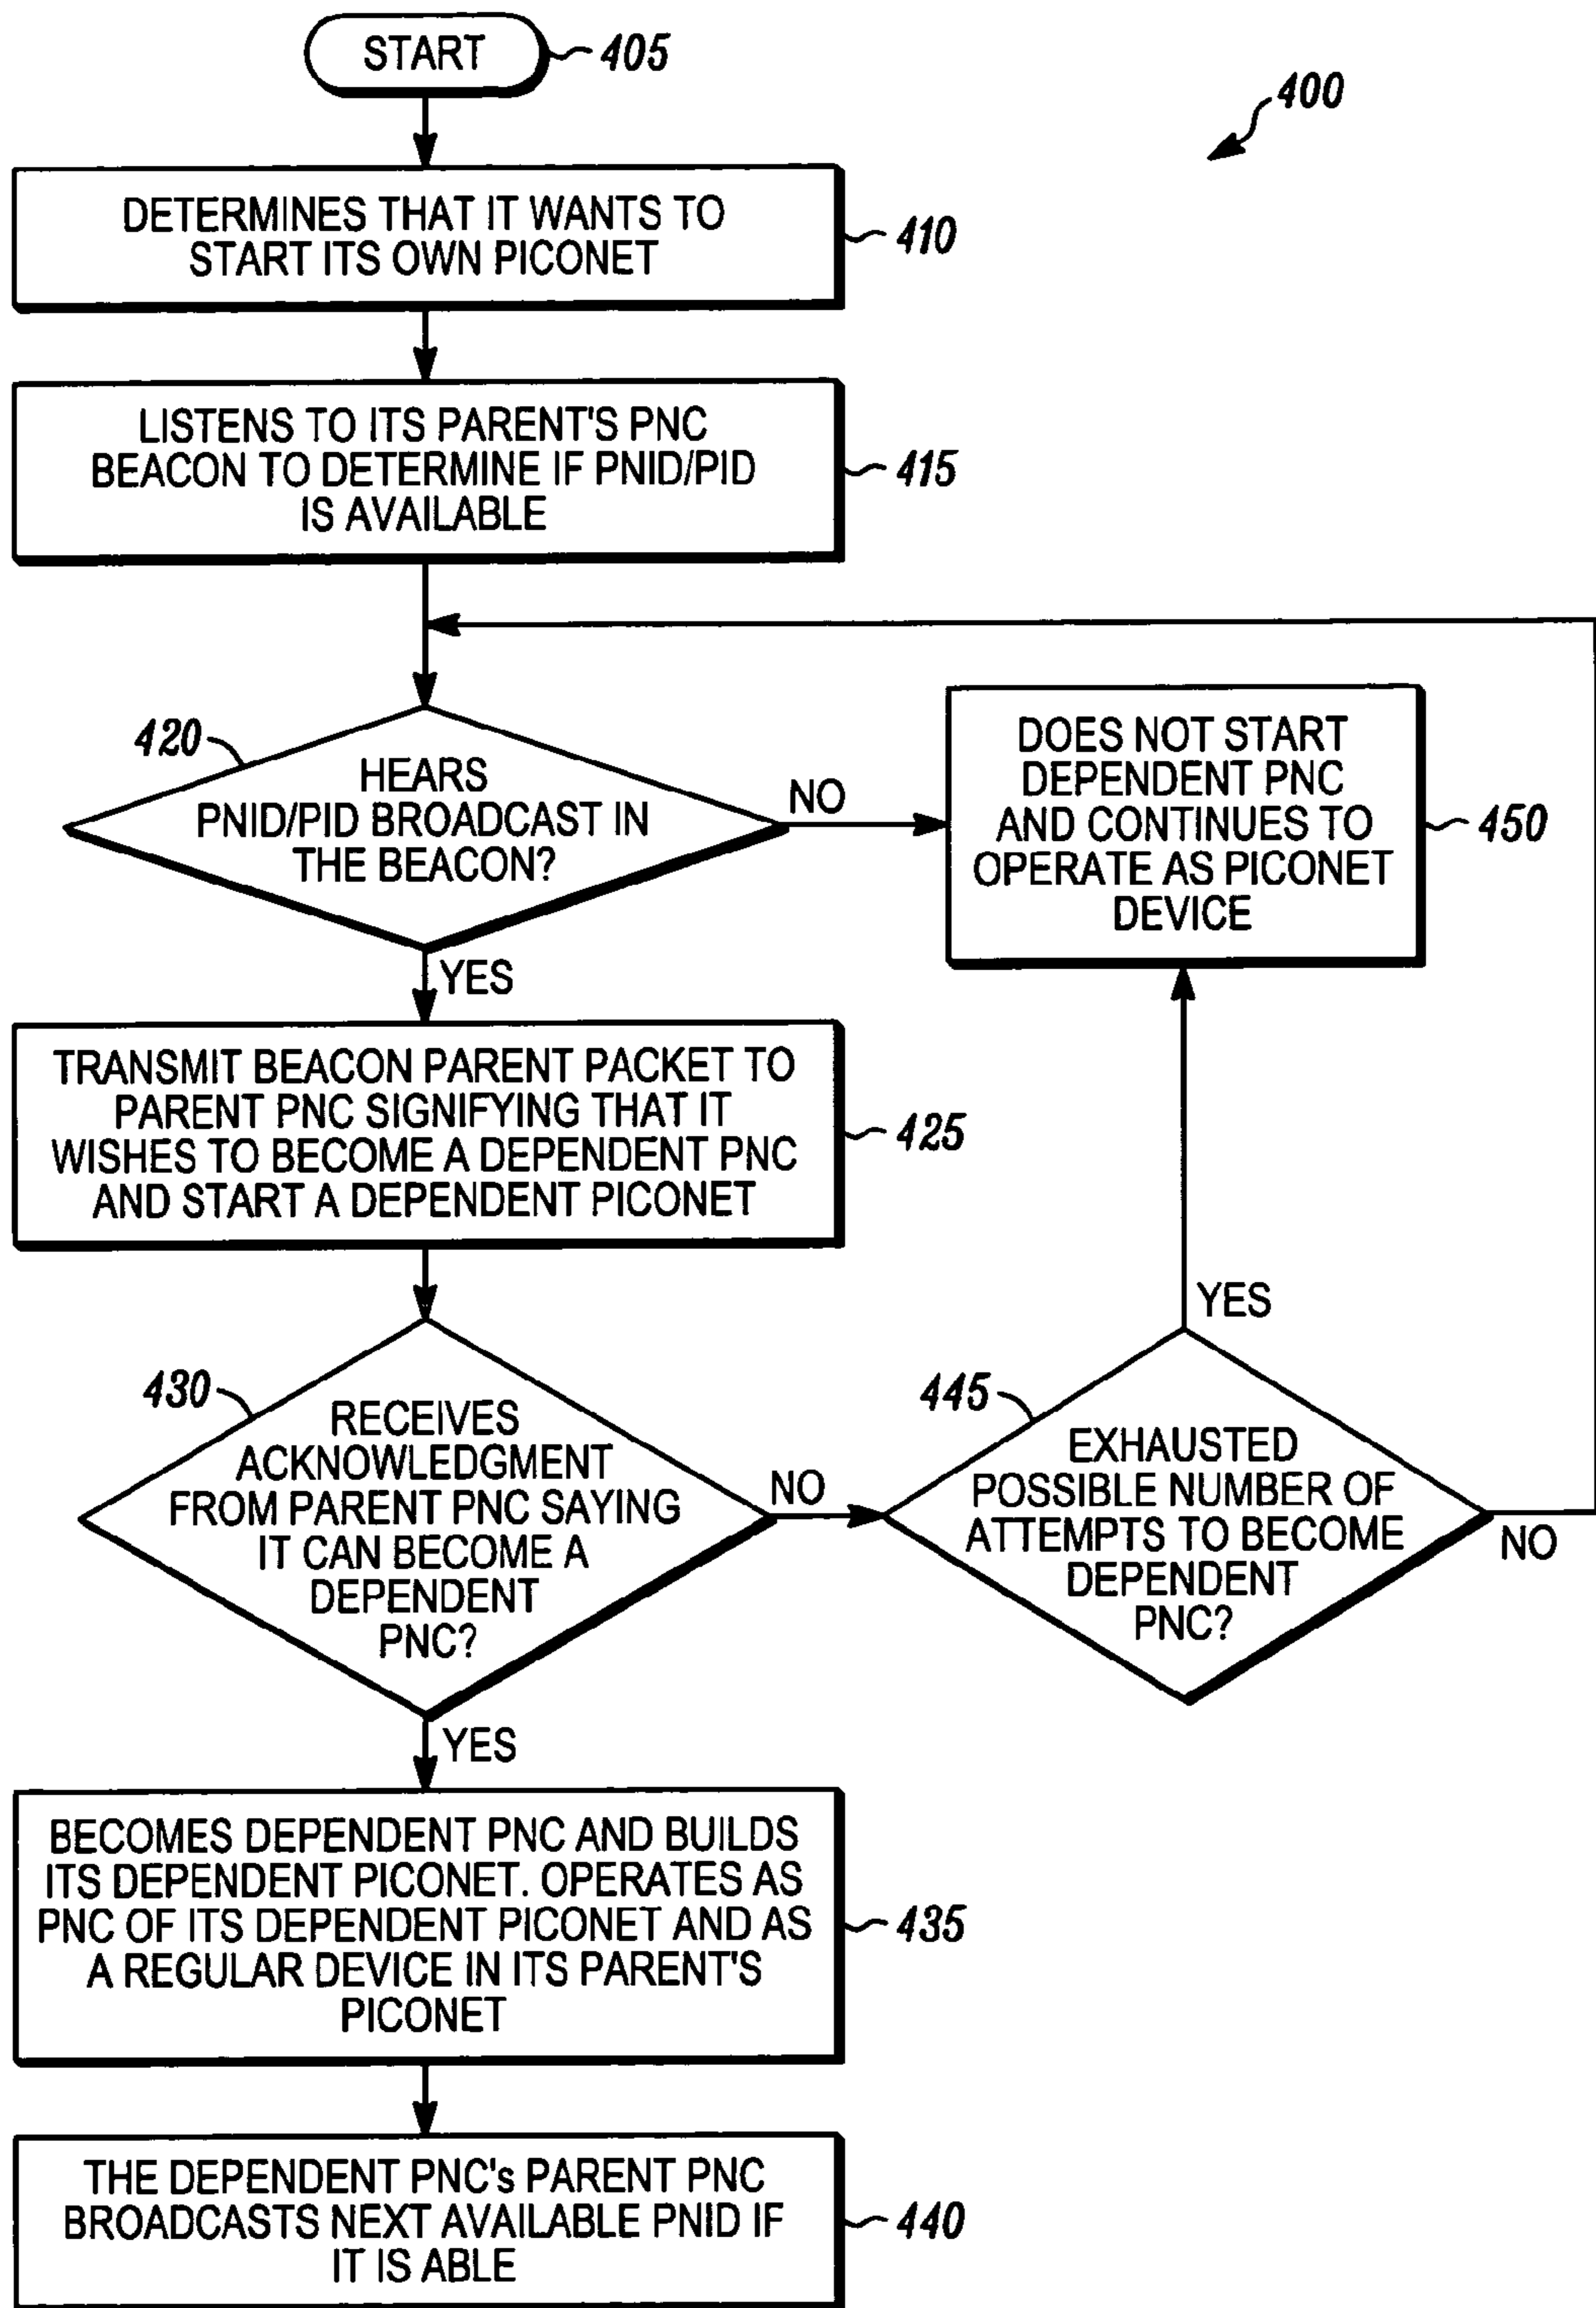 START
405
400
DETERMINES THAT IT WANTS TO
START ITS OWN PICONET
410
LISTENS TO ITS PARENT'S PNC
BEACON TO DETERMINE IF PNID/PID
IS AVAILABLE
415
420
HEARS
PNID/PID BROADCAST IN
THE BEACON?
NO
YES
DOES NOT START
DEPENDENT PNC
AND CONTINUES TO
OPERATE AS PICONET
DEVICE
450
TRANSMIT BEACON PARENT PACKET TO
PARENT PNC SIGNIFYING THAT IT
WISHES TO BECOME A DEPENDENT PNC
AND START A DEPENDENT PICONET
425
430
RECEIVES
ACKNOWLEDGMENT
FROM PARENT PNC SAYING
IT CAN BECOME A
DEPENDENT
PNC?
NO
YES
445
EXHAUSTED
POSSIBLE NUMBER OF
ATTEMPTS TO BECOME
DEPENDENT
PNC?
YES
NO
BECOMES DEPENDENT PNC AND BUILDS
ITS DEPENDENT PICONET. OPERATES AS
PNC OF ITS DEPENDENT PICONET AND AS
A REGULAR DEVICE IN ITS PARENT'S
PICONET
435
THE DEPENDENT PNC's PARENT PNC
BROADCASTS NEXT AVAILABLE PNID IF
IT IS ABLE
440